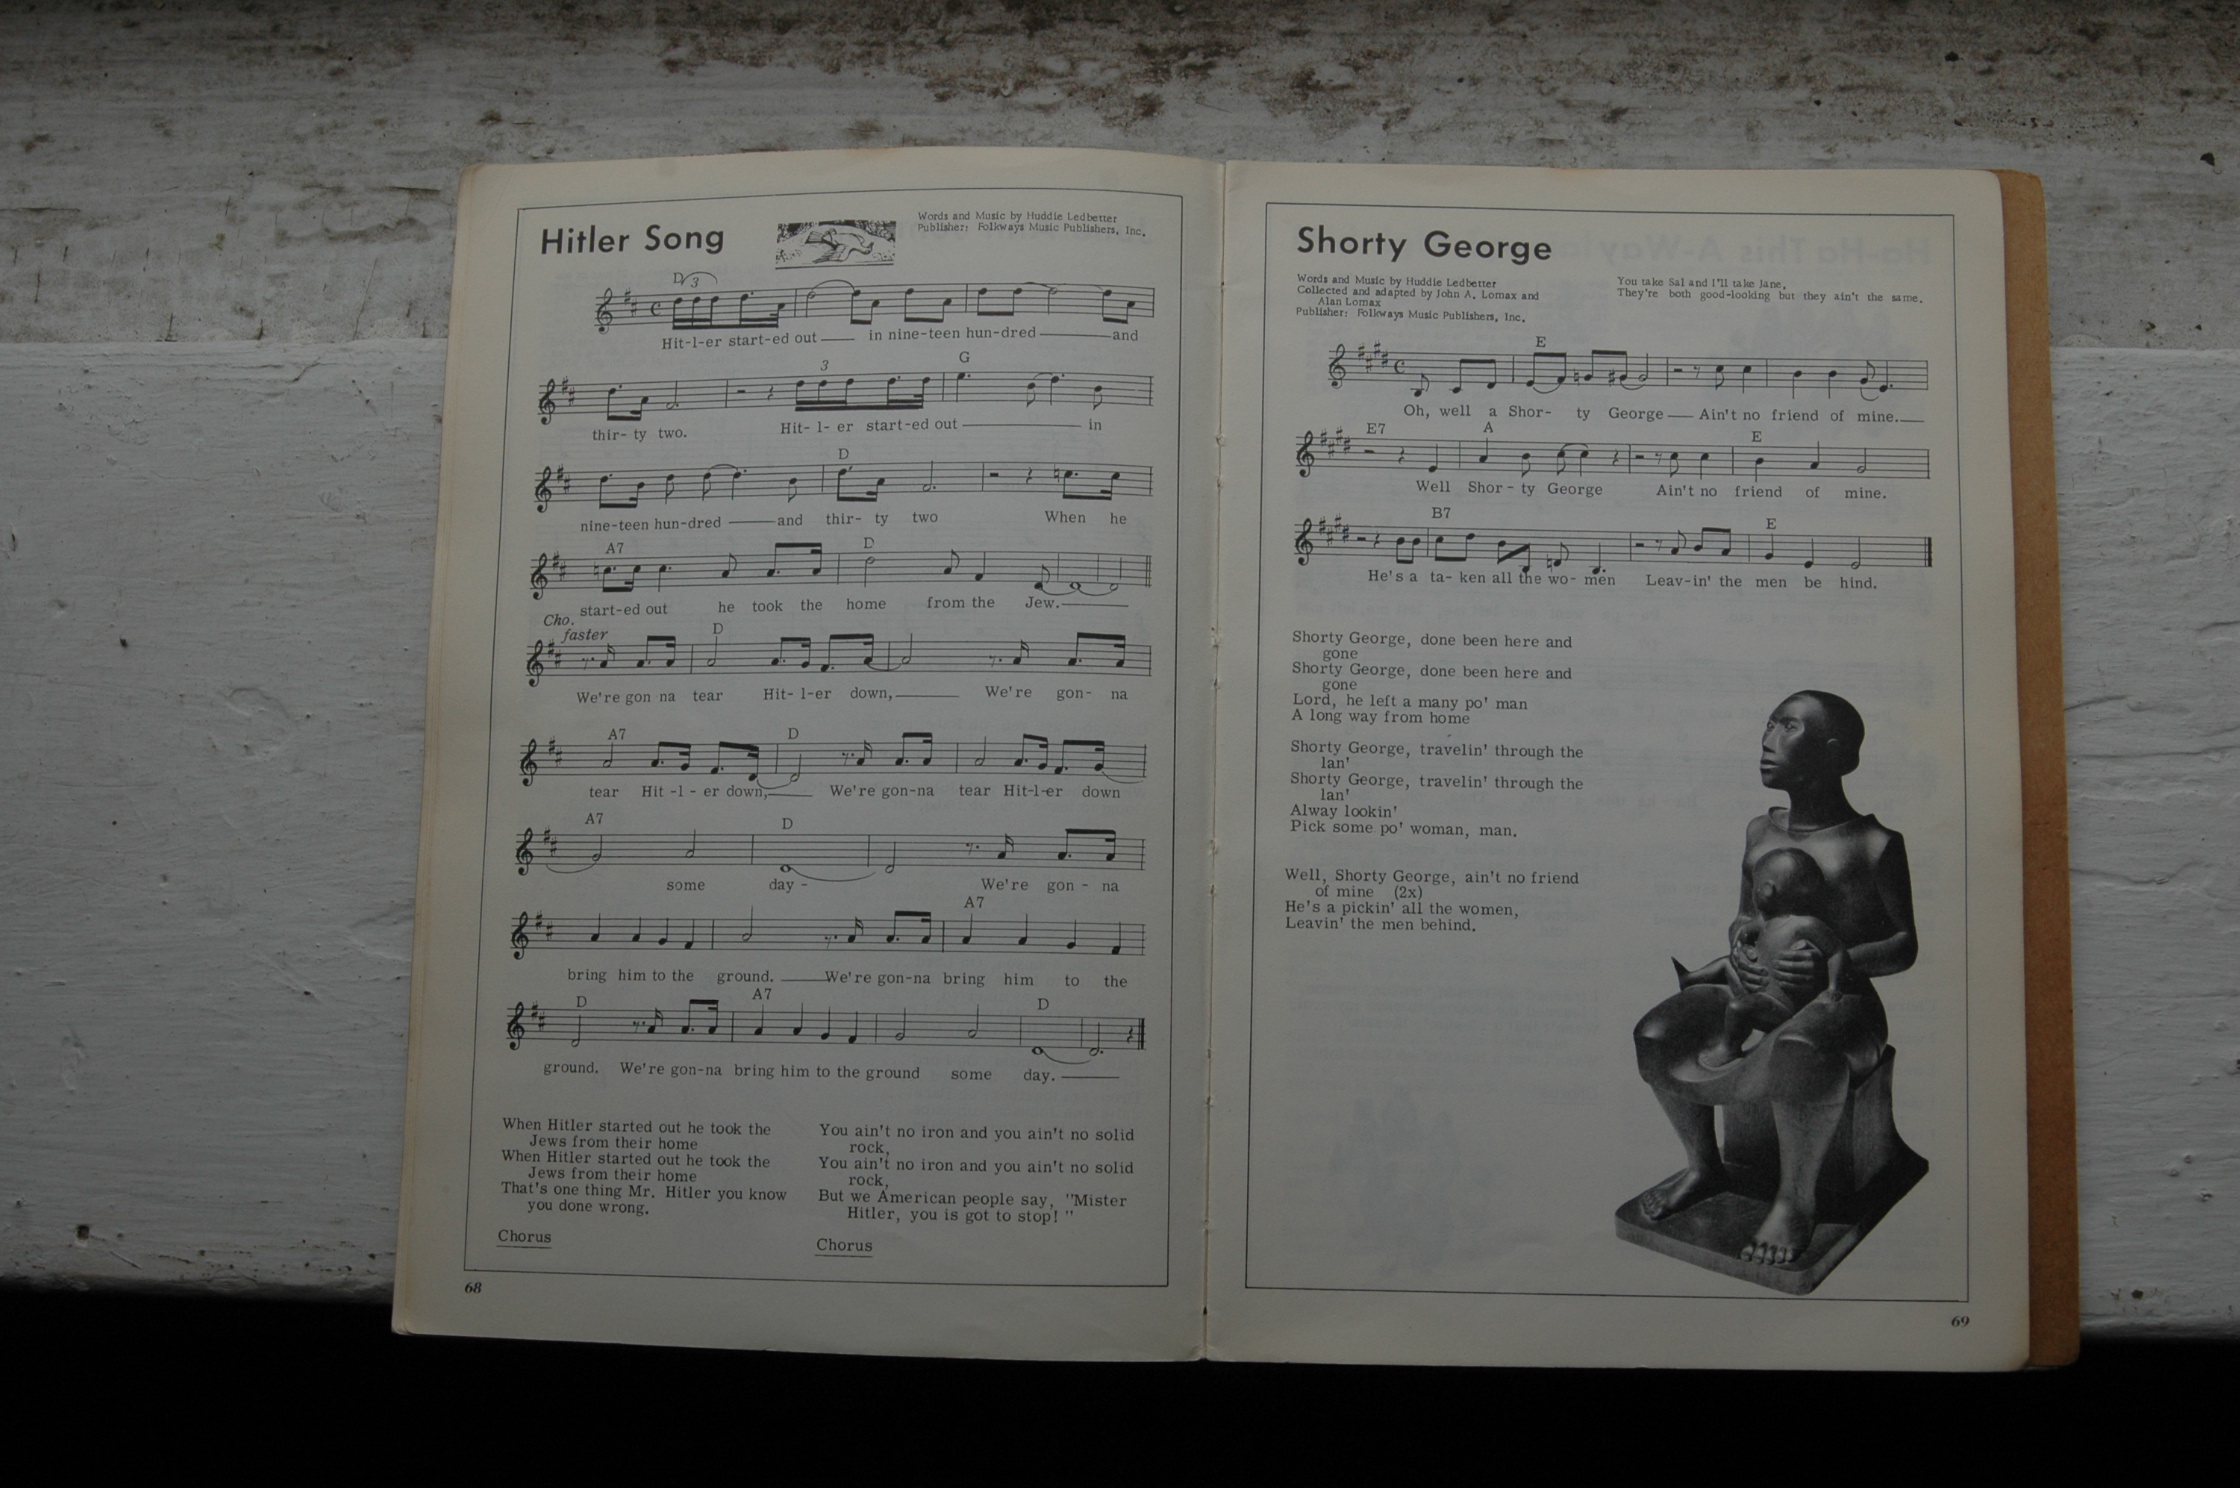 Hitler Song
Words and Music by Huddie Ledbetter
Publisher: Folkways Music Publishers, Inc.
D 3
Hit-l-er start-ed out in nine-teen hun-dred and
3 G
thir- ty two. Hit- l- er start-ed out in
D
nine-teen hun-dred and thir- ty two When he
A7 D
start-ed out he took the home from the Jew.
Cho.
faster
D
We're gon na tear Hit- l-er down, We're gon- na
A7 D
tear Hit -l - er down, We're gon-na tear Hit-l-er down
A7 D
some day - We're gon - na
A7
bring him to the ground. We're gon-na bring him to the
D A7 D
ground. We're gon-na bring him to the ground some day.
When Hitler started out he took the
Jews from their home
When Hitler started out he took the
Jews from their home
That's one thing Mr. Hitler you know
you done wrong.
Chorus
You ain't no iron and you ain't no solid
rock,
You ain't no iron and you ain't no solid
rock,
But we American people say, "Mister
Hitler, you is got to stop! "
Chorus
68
Shorty George
Words and Music by Huddie Ledbetter
Collected and adapted by John A. Lomax and
Alan Lomax
Publisher: Folkways Music Publishers, Inc.
You take Sal and I'll take Jane,
They're both good-looking but they ain't the same.
E
Oh, well a Shor- ty George Ain't no friend of mine.
E7 A E
Well Shor - ty George Ain't no friend of mine.
B7 E
He's a ta- ken all the wo- men Leav-in' the men be hind.
Shorty George, done been here and
gone
Shorty George, done been here and
gone
Lord, he left a many po' man
A long way from home
Shorty George, travelin' through the
lan'
Shorty George, travelin' through the
lan'
Alway lookin'
Pick some po' woman, man.
Well, Shorty George, ain't no friend
of mine (2x)
He's a pickin' all the women,
Leavin' the men behind.
69